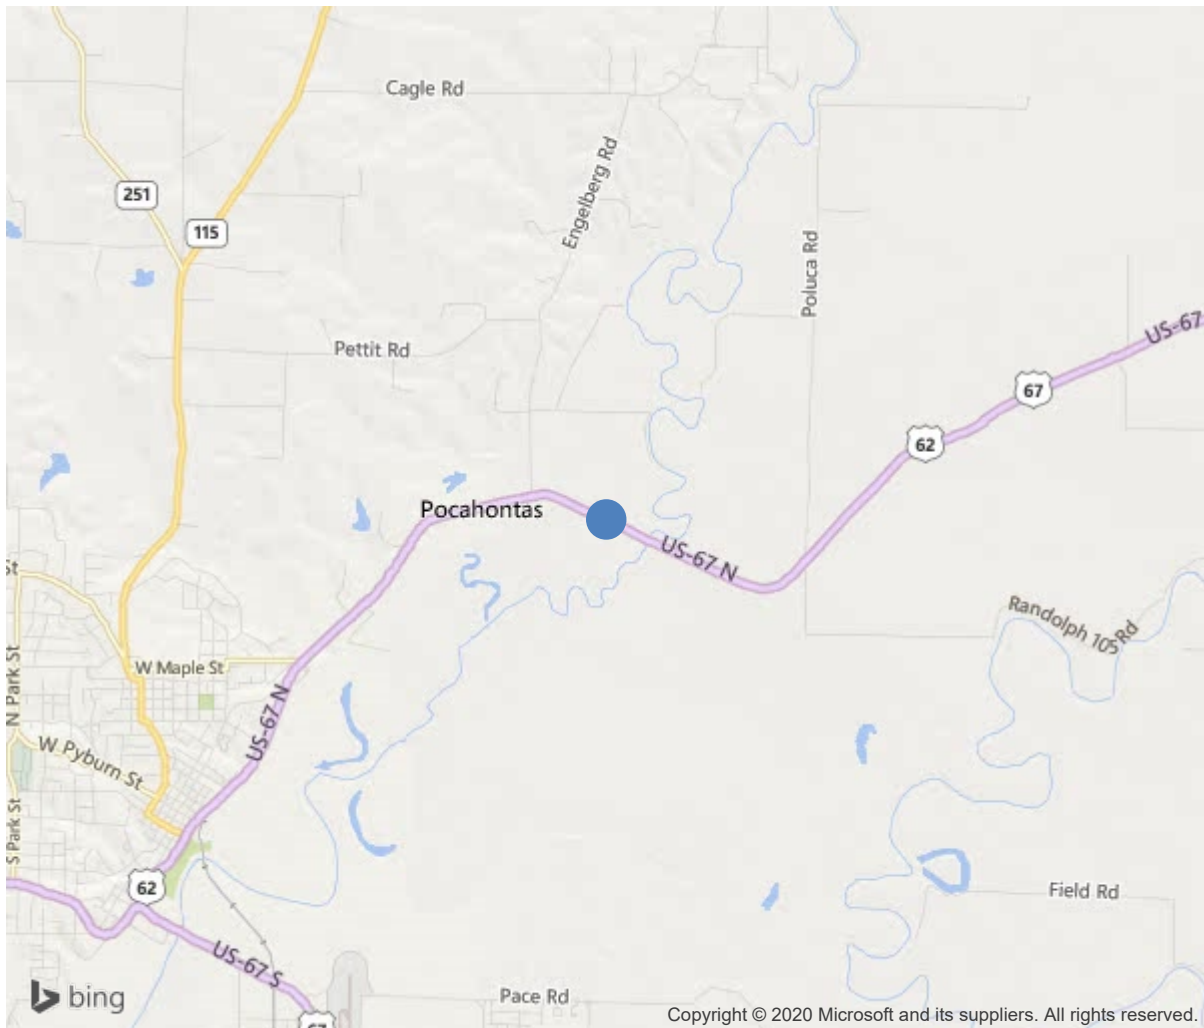 Cagle Rd
Engelberg Rd
251
115
Poluca Rd
US-67
Pettit Rd
67
62
Pocahontas
US-67 N
St
Randolph 105 Rd
N Park St
W Maple St
US-67 N
W Pyburn St
S Park St
62
Field Rd
US-67 S
bing
Pace Rd
67
Copyright © 2020 Microsoft and its suppliers. All rights reserved.